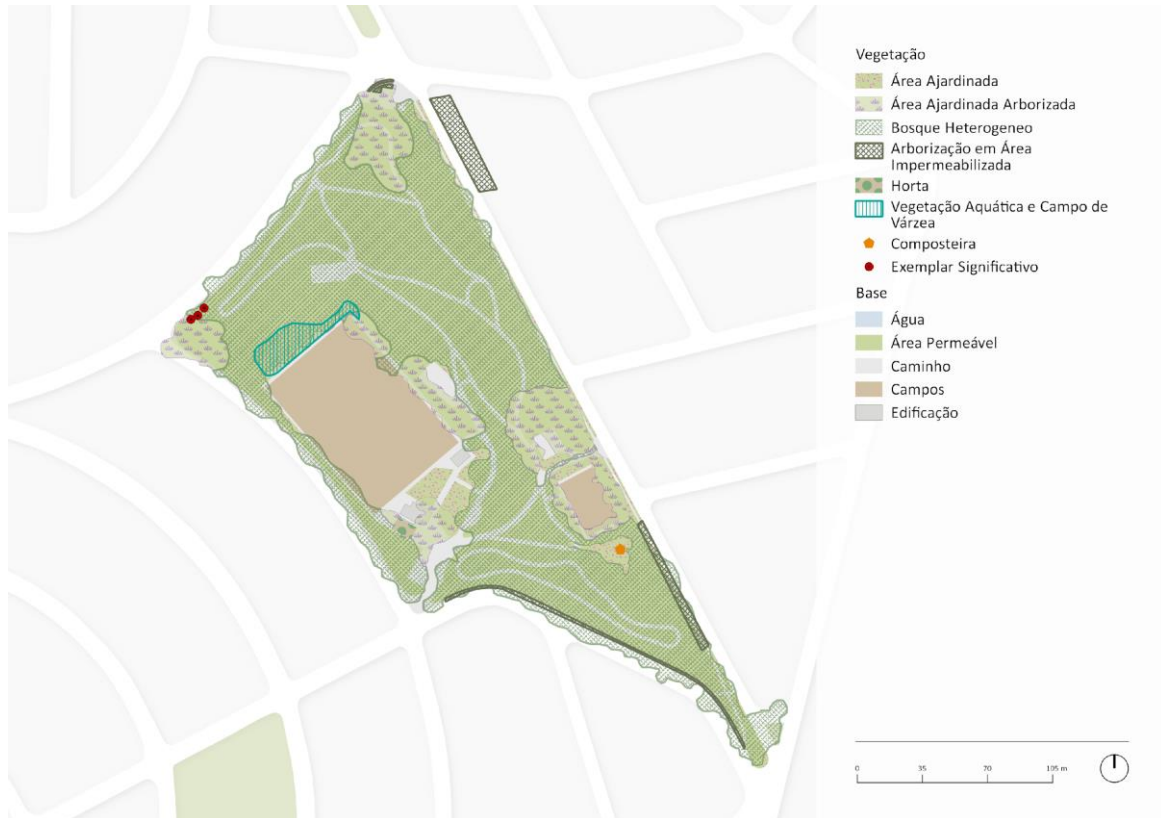 Vegetação
Área Ajardinada
Área Ajardinada Arborizada
Bosque Heterogeneo
Arborização em Área
Impermeabilizada
Horta
Vegetação Aquática e Campo de
Várzea
Composteira
Exemplar Significativo
Base
Água
Área Permeável
Caminho
Campos
Edificação
0 35 70 105 m